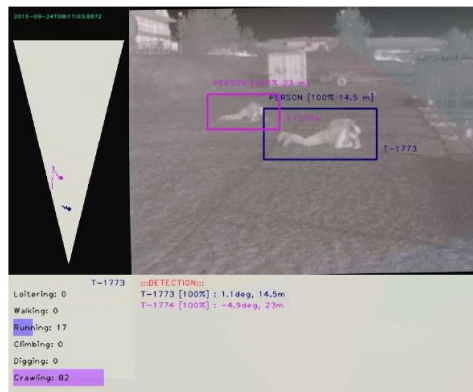 2015-09-24T08:17:03.867Z
PERSON [100% 23 m]
PERSON [100% 14.5 m]
T-1774
T-1773
T-1773
Loitering: 0
Walking: 0
Running: 17
Climbing: 0
Digging: 0
Crawling: 82
:::DETECTION:::
T-1773 [100%] : 1.1deg, 14.5m
T-1774 [100%] : -4.9deg, 23m